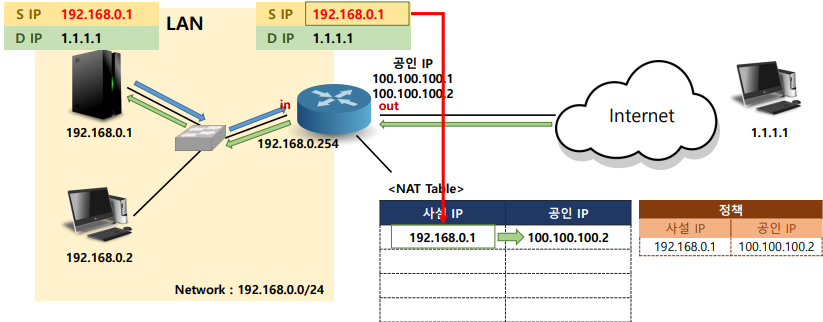 S IP 192.168.0.1
D IP 1.1.1.1
LAN
S IP 192.168.0.1
D IP 1.1.1.1
공인 IP
100.100.100.1
100.100.100.2
in
out
192.168.0.1
192.168.0.254
Internet
1.1.1.1
192.168.0.2
Network : 192.168.0.0/24
<NAT Table>
사설 IP 공인 IP
192.168.0.1 100.100.100.2
정책
사설 IP 공인 IP
192.168.0.1 100.100.100.2